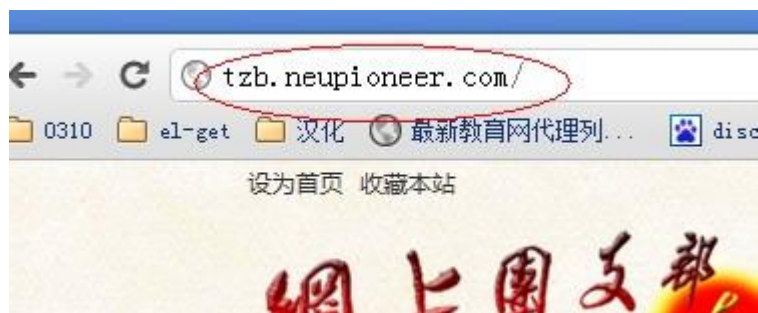 tzb.neupioneer.com/
0310 el-get 汉化 最新教育网代理列... disc
设为首页 收藏本站
網上團支部